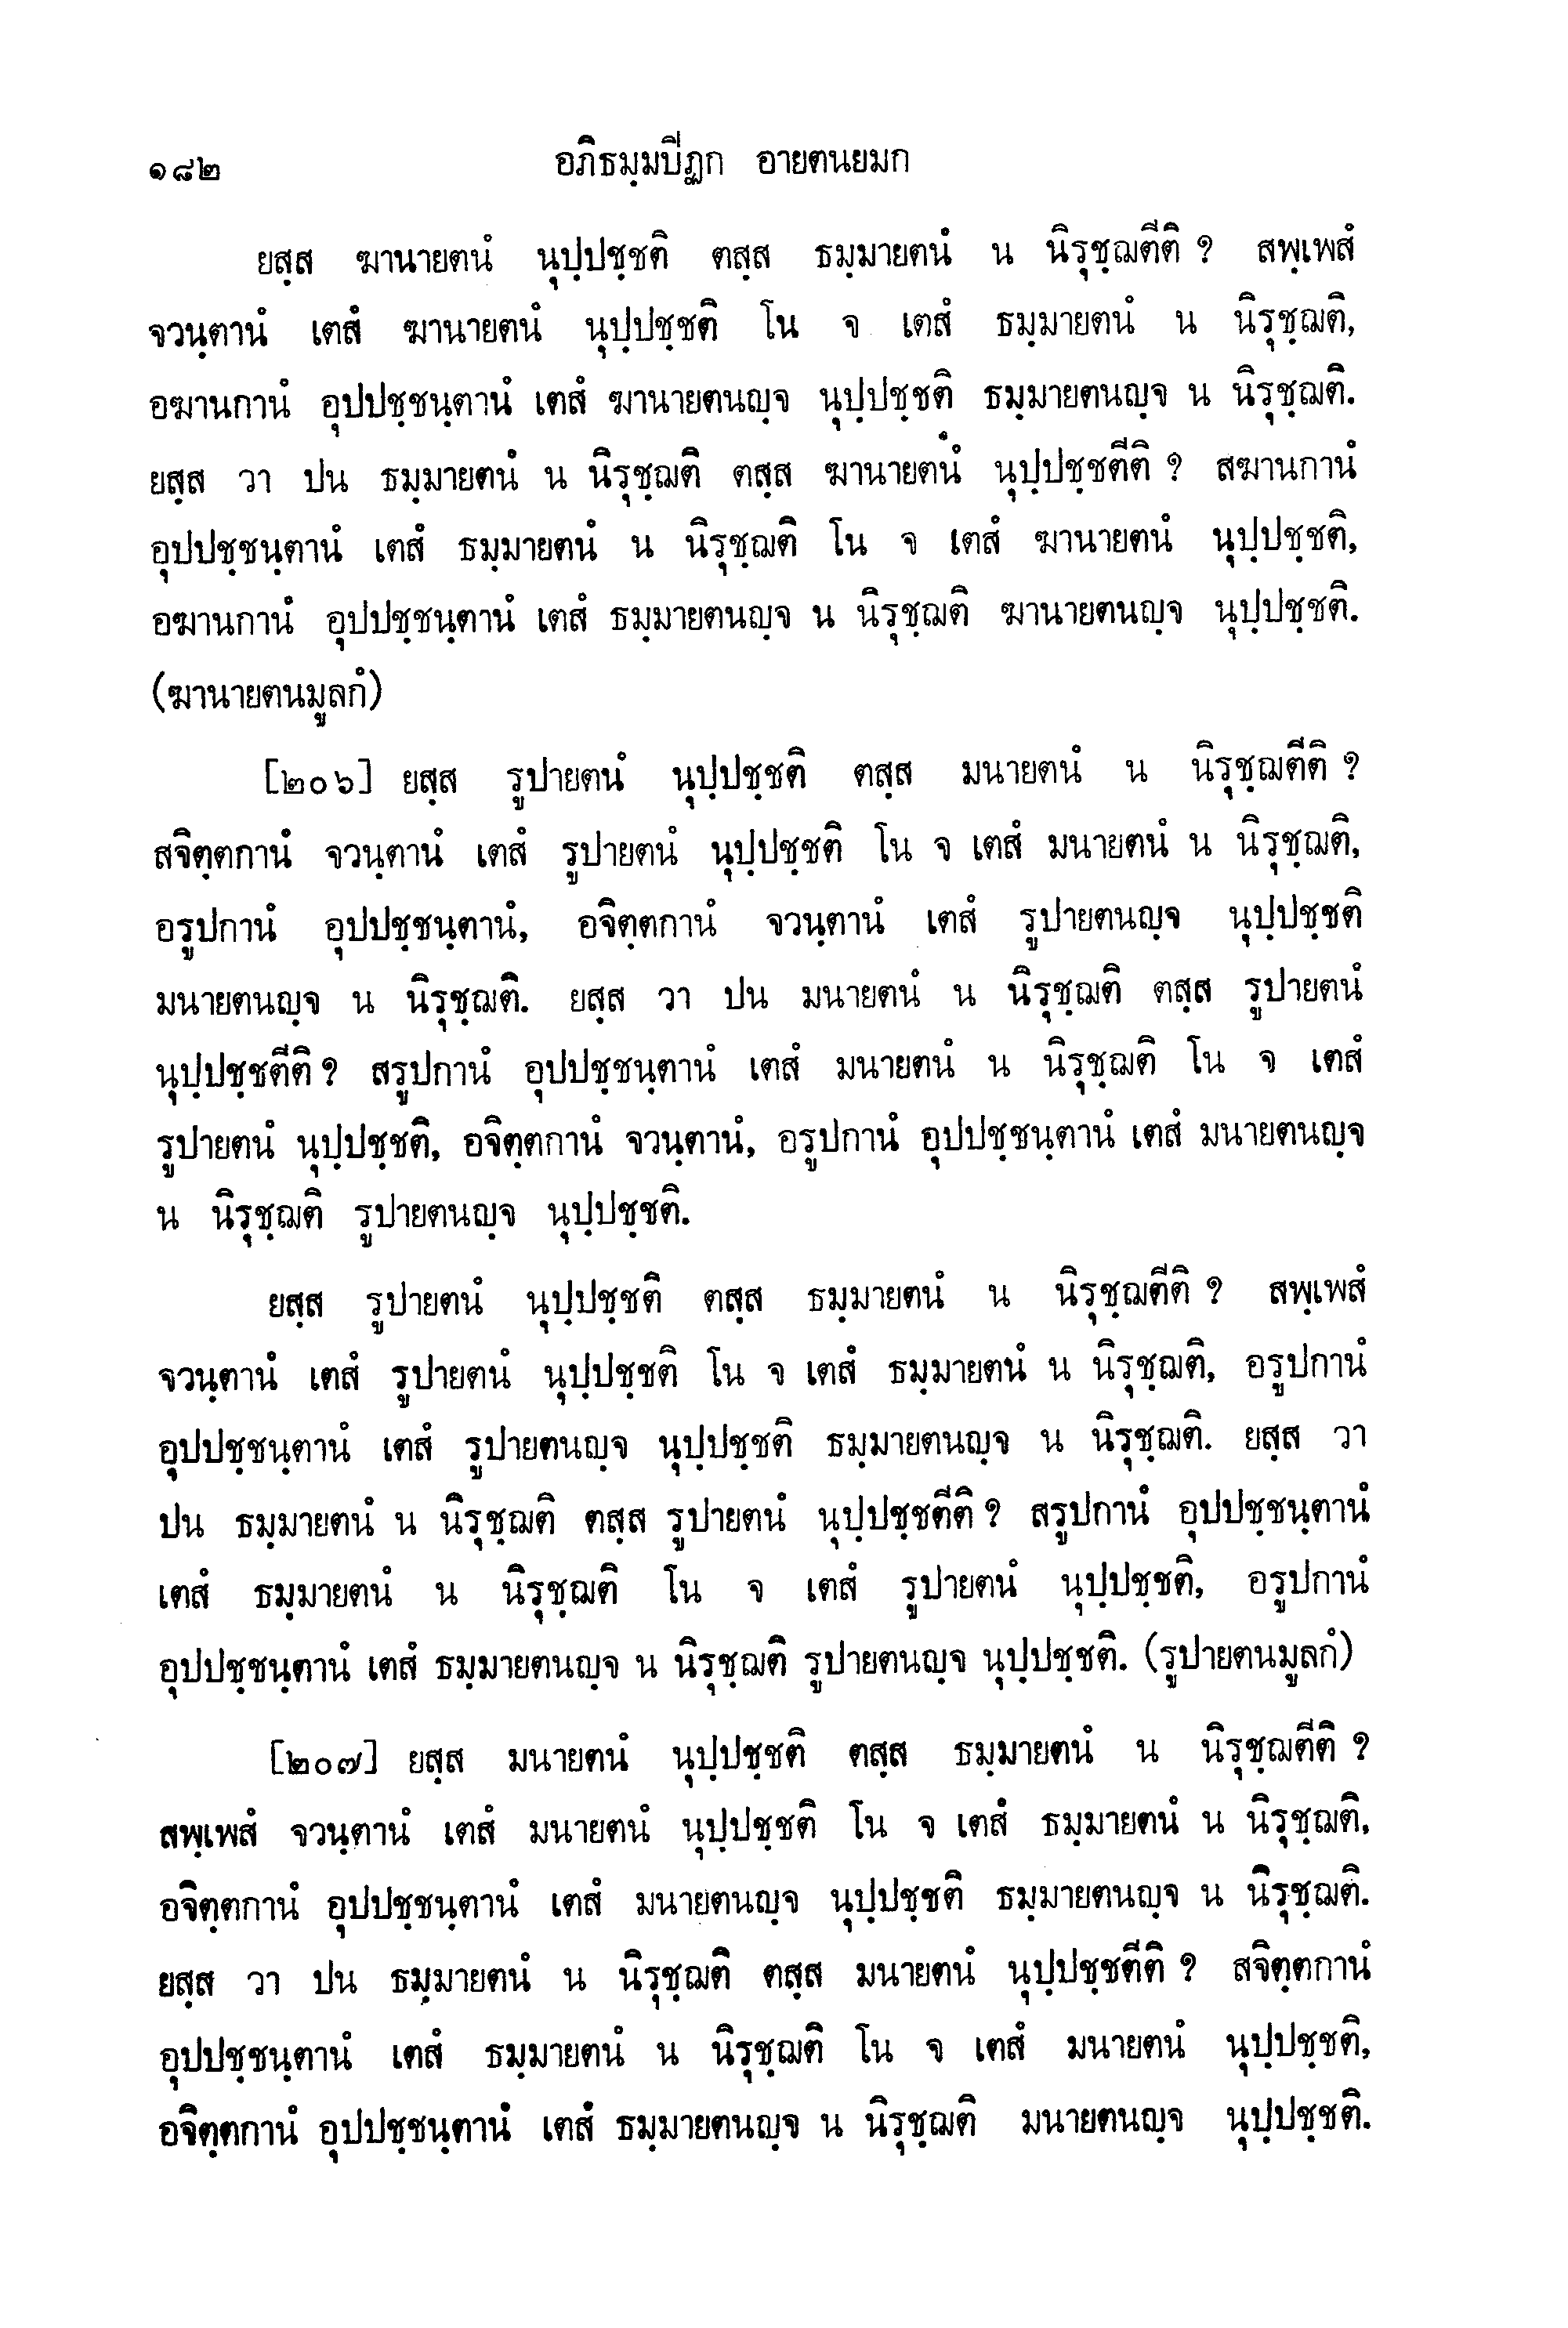 ๑๘๒ อภิธมฺมปิฏก อายตนยมก
ยสฺส ฆานายตนํ นุปฺปชฺชติ ตสฺส ธมฺมายตนํ น นิรุชฺฌตีติ ? สพฺเพสํ
จวนฺตานํ เตสํ ฆานายตนํ นุปฺปชฺชติ โน จ เตสํ ธมฺมายตนํ น นิรุชฺฌติ,
อฆานกานํ อุปปชฺชนฺตานํ เตสํ ฆานายตนญฺจ นุปฺปชฺชติ ธมฺมายตนญฺจ น นิรุชฺฌติ.
ยสฺส วา ปน ธมฺมายตนํ น นิรุชฺฌติ ตสฺส ฆานายตนํ นุปฺปชฺชตีติ ? สฆานกานํ
อุปปชฺชนฺตานํ เตสํ ธมฺมายตนํ น นิรุชฺฌติ โน จ เตสํ ฆานายตนํ นุปฺปชฺชติ,
อฆานกานํ อุปปชฺชนฺตานํ เตสํ ธมฺมายตนญฺจ น นิรุชฺฌติ ฆานายตนญฺจ นุปฺปชฺชติ.
(ฆานายตนมูลกํ)
[๒๐๖] ยสฺส รูปายตนํ นุปฺปชฺชติ ตสฺส มนายตนํ น นิรุชฺฌตีติ ?
สจิตฺตกานํ จวนฺตานํ เตสํ รูปายตนํ นุปฺปชฺชติ โน จ เตสํ มนายตนํ น นิรุชฺฌติ,
อรูปกานํ อุปปชฺชนฺตานํ, อจิตฺตกานํ จวนฺตานํ เตสํ รูปายตนญฺจ นุปฺปชฺชติ
มนายตนญฺจ น นิรุชฺฌติ. ยสฺส วา ปน มนายตนํ น นิรุชฺฌติ ตสฺส รูปายตนํ
นุปฺปชฺชตีติ ? สรูปกานํ อุปปชฺชนฺตานํ เตสํ มนายตนํ น นิรุชฺฌติ โน จ เตสํ
รูปายตนํ นุปฺปชฺชติ, อจิตฺตกานํ จวนฺตานํ, อรูปกานํ อุปปชฺชนฺตานํ เตสํ มนายตนญฺจ
น นิรุชฺฌติ รูปายตนญฺจ นุปฺปชฺชติ.
ยสฺส รูปายตนํ นุปฺปชฺชติ ตสฺส ธมฺมายตนํ น นิรุชฺฌตีติ ? สพฺเพสํ
จวนฺตานํ เตสํ รูปายตนํ นุปฺปชฺชติ โน จ เตสํ ธมฺมายตนํ น นิรุชฺฌติ, อรูปกานํ
อุปปชฺชนฺตานํ เตสํ รูปายตนญฺจ นุปฺปชฺชติ ธมฺมายตนญฺจ น นิรุชฺฌติ. ยสฺส วา
ปน ธมฺมายตนํ น นิรุชฺฌติ ตสฺส รูปายตนํ นุปฺปชฺชตีติ ? สรูปกานํ อุปปชฺชนฺตานํ
เตสํ ธมฺมายตนํ น นิรุชฺฌติ โน จ เตสํ รูปายตนํ นุปฺปชฺชติ, อรูปกานํ
อุปปชฺชนฺตานํ เตสํ ธมฺมายตนญฺจ น นิรุชฺฌติ รูปายตนญฺจ นุปฺปชฺชติ. (รูปายตนมูลกํ)
[๒๐๗] ยสฺส มนายตนํ นุปฺปชฺชติ ตสฺส ธมฺมายตนํ น นิรุชฺฌตีติ ?
สพฺเพสํ จวนฺตานํ เตสํ มนายตนํ นุปฺปชฺชติ โน จ เตสํ ธมฺมายตนํ น นิรุชฺฌติ,
อจิตฺตกานํ อุปปชฺชนฺตานํ เตสํ มนายตนญฺจ นุปฺปชฺชติ ธมฺมายตนญฺจ น นิรุชฺฌติ.
ยสฺส วา ปน ธมฺมายตนํ น นิรุชฺฌติ ตสฺส มนายตนํ นุปฺปชฺชตีติ ? สจิตฺตกานํ
อุปปชฺชนฺตานํ เตสํ ธมฺมายตนํ น นิรุชฺฌติ โน จ เตสํ มนายตนํ นุปฺปชฺชติ,
อจิตฺตกานํ อุปปชฺชนฺตานํ เตสํ ธมฺมายตนญฺจ น นิรุชฺฌติ มนายตนญฺจ นุปฺปชฺชติ.